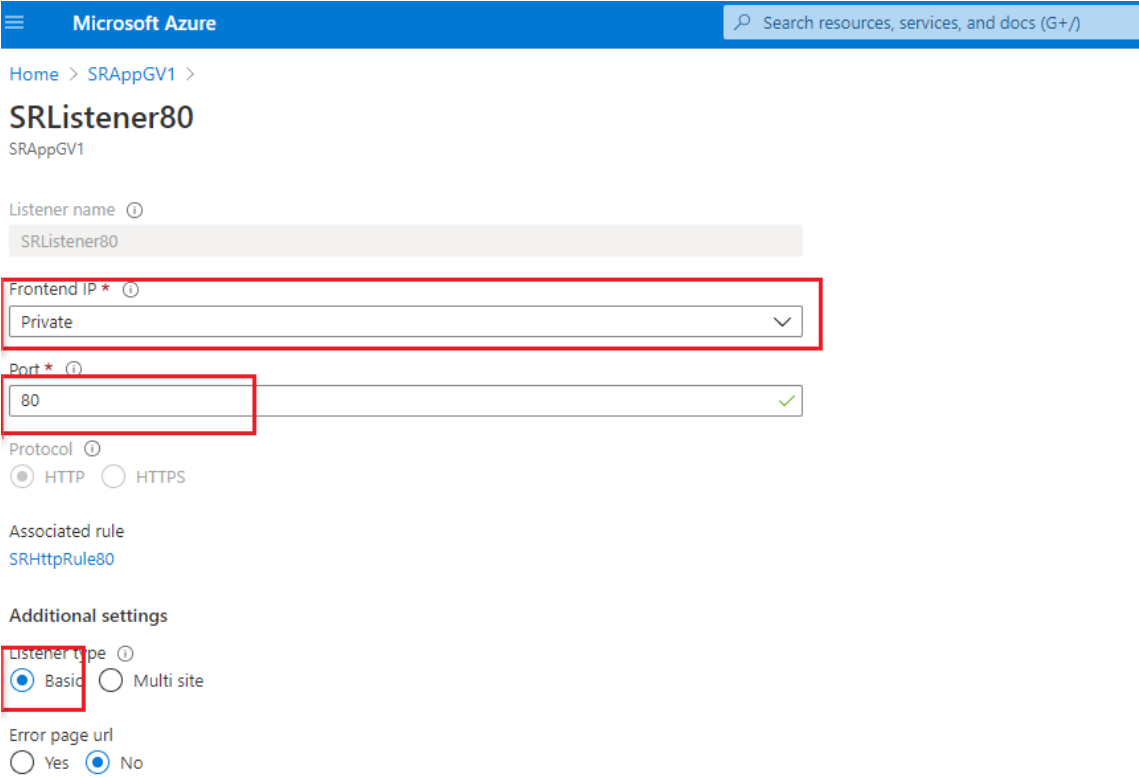 Microsoft Azure
Search resources, services, and docs (G+/)
Home > SRAppGV1 >
SRListener80
SRAppGV1
Listener name
SRListener80
Frontend IP *
Private
Port *
80
Protocol
HTTP HTTPS
Associated rule
SRHttpRule80
Additional settings
Listener type
Basic Multi site
Error page url
Yes No